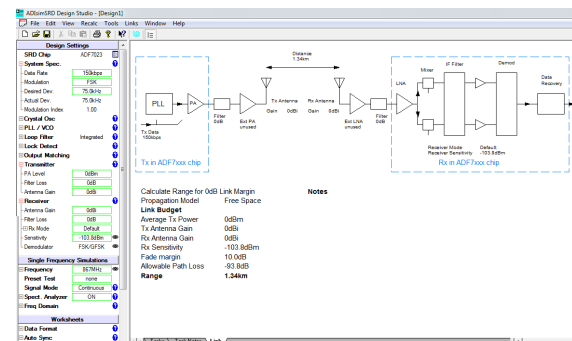 ADIsimSRD Design Studio - [Design1]
File Edit View Recalc Tools Links Window Help
Design Settings
SRD Chip ADF7023
System Spec.
Data Rate 150kbps
Modulation FSK
Desired Dev. 75.0kHz
Actual Dev. 75.0kHz
Modulation Index 1.00
Crystal Osc
PLL / VCO
Loop Filter Integrated
Lock Detect
Output Matching
Transmitter
PA Level 0dBm
Filter Loss 0dB
Antenna Gain 0dBi
Receiver
Antenna Gain 0dBi
Filter Loss 0dB
Rx Mode Default
Sensitivity -103.8dBm
Demodulator FSK/GFSK
Single Frequency Simulations
Frequency 867MHz
Preset Test none
Signal Mode Continuous
Spect. Analyzer ON
Freq Domain
Worksheets
Data Format
Auto Sync
Distance
1.34km
PLL
PA
Tx Data
150kbps
Filter
0dB
Ext PA
unused
Tx Antenna
Gain 0dBi
Rx Antenna
Gain 0dBi
Ext LNA
unused
Filter
0dB
LNA
Mixer
IF Filter
Demod
Data
Recovery
Receiver Mode Default
Receiver Sensitivity -103.8dBm
Tx in ADF7xxx chip
Rx in ADF7xxx chip
Calculate Range for 0dB Link Margin
Notes
Propagation Model Free Space
Link Budget
Average Tx Power 0dBm
Tx Antenna Gain 0dBi
Rx Antenna Gain 0dBi
Rx Sensitivity -103.8dBm
Fade margin 10.0dB
Allowable Path Loss -93.8dB
Range 1.34km